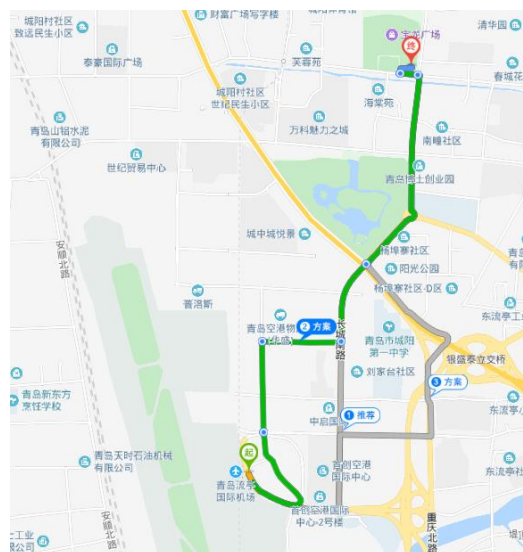 财富广场写字楼
城阳村社区
致远民生小区
泰豪国际广场
芙蓉苑
宝龙广场
终
清华园
春城花
城阳村社区
世纪民生小区
海棠苑
青岛山铝水泥
有限公司
万科魅力之城
南疃社区
世纪贸易中心
青岛博士创业园
城中城悦景
杨埠寨社区
阳光公园
安顺北路
普洛斯
杨埠寨社区-D区
东流亭工业
青岛空港物
2 方案
长城南路
青岛市城阳
第一中学
银盛泰立交桥
刘家台社区
3 方案
青岛新东方
烹饪学校
中启国
1 推荐
东流亭小
安顺北路
起
青岛天时石油机械
有限公司
青岛流亭
国际机场
首创空港
国际中心
东流亭社
首创空港国际
中心-2号楼
重庆北路
工业
公司